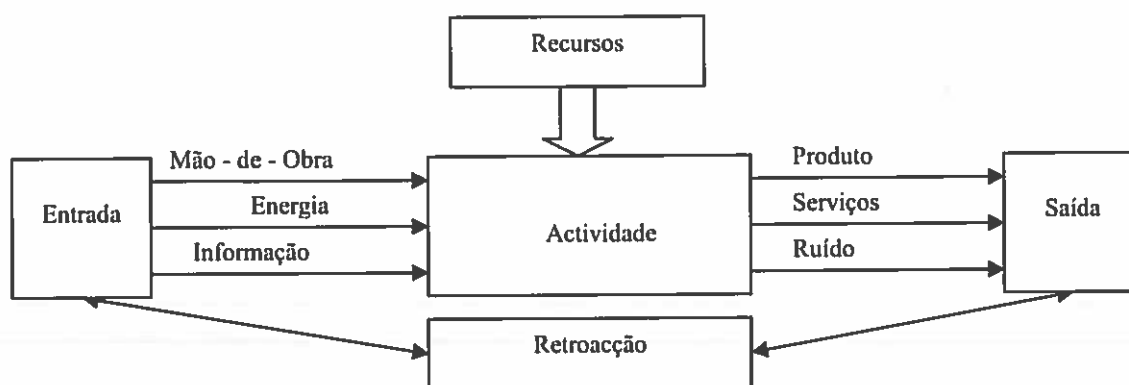 Recursos
Mão - de - Obra
Produto
Entrada
Energia
Actividade
Serviços
Saída
Informação
Ruído
Retroacção